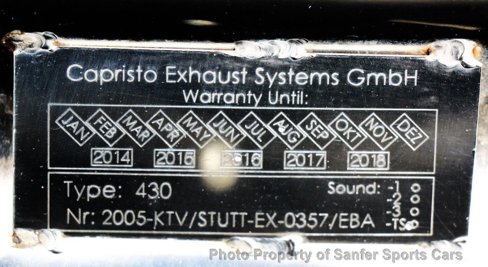 Capristo Exhaust Systems GmbH
Warranty Until:
JAN FEB MAR APR MAY JUN JUL AUG SEP OKT NOV DEZ
2014 2015 2016 2017 2018
Type: 430 Sound: -1 o
-2 o
-3 o
Nr: 2005-KTV/STUTT-EX-0357/EBA -TS o
Photo Property of Sanfer Sports Cars